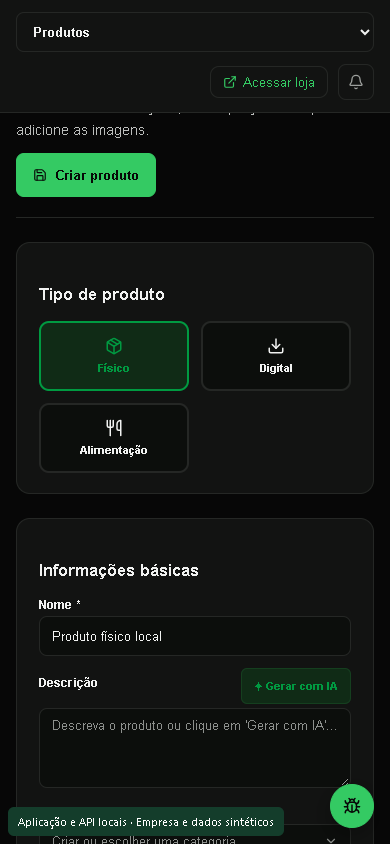 Produtos
Acessar loja
adicione as imagens.
Criar produto
Tipo de produto
Físico
Digital
Alimentação
Informações básicas
Nome *
Produto físico local
Descrição
Gerar com IA
Descreva o produto ou clique em 'Gerar com IA'...
Aplicação e API locais · Empresa e dados sintéticos
Criar ou escolher uma categoria